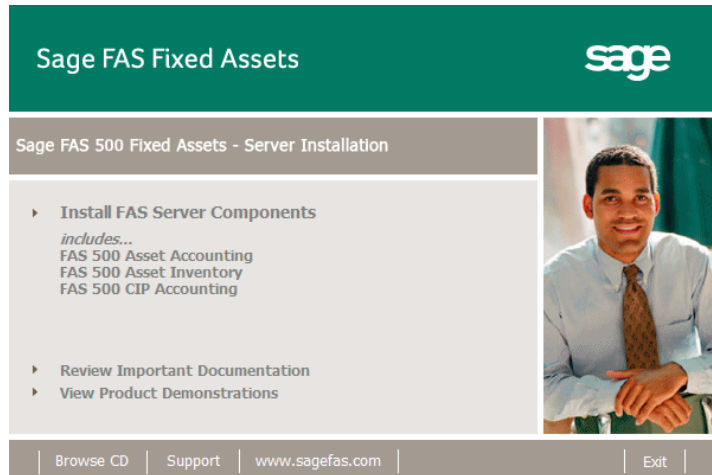 Sage FAS Fixed Assets
sage
Sage FAS 500 Fixed Assets - Server Installation
Install FAS Server Components
includes...
FAS 500 Asset Accounting
FAS 500 Asset Inventory
FAS 500 CIP Accounting
Review Important Documentation
View Product Demonstrations
Browse CD Support www.sagefas.com Exit